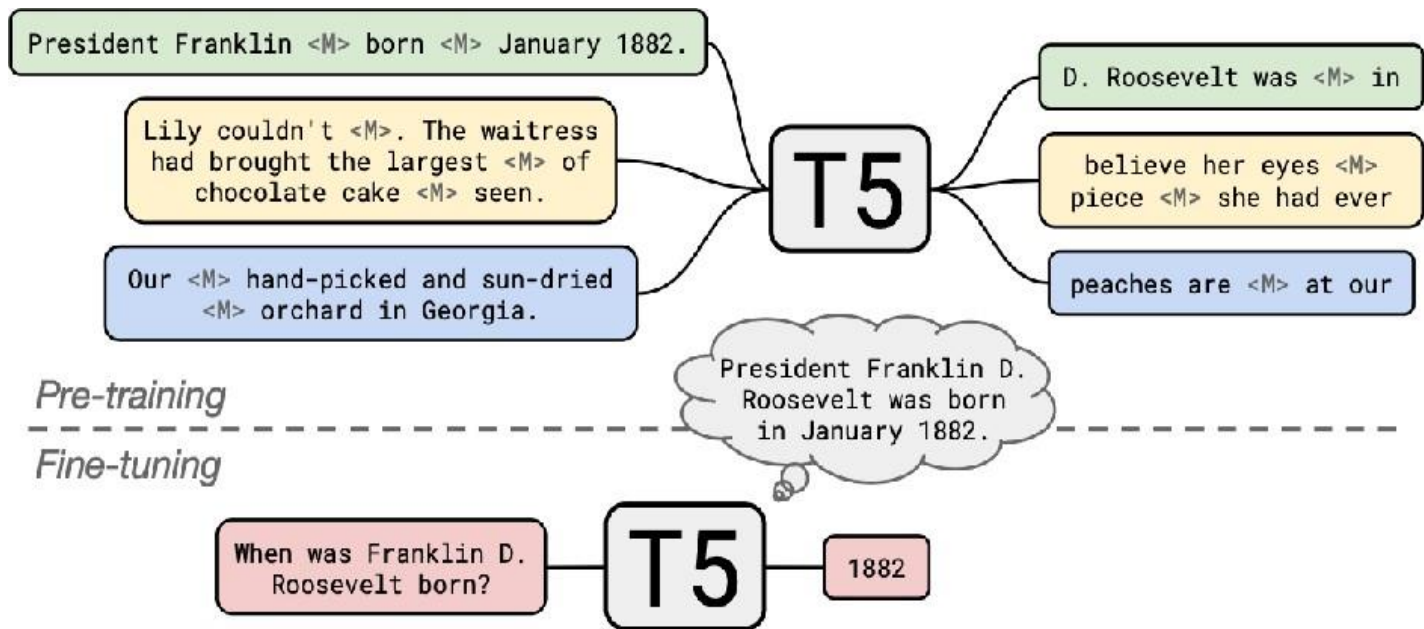 President Franklin <M> born <M> January 1882.
Lily couldn't <M>. The waitress
had brought the largest <M> of
chocolate cake <M> seen.
Our <M> hand-picked and sun-dried
<M> orchard in Georgia.
T5
D. Roosevelt was <M> in
believe her eyes <M>
piece <M> she had ever
peaches are <M> at our
President Franklin D.
Roosevelt was born
in January 1882.
Pre-training
Fine-tuning
When was Franklin D.
Roosevelt born?
T5
1882